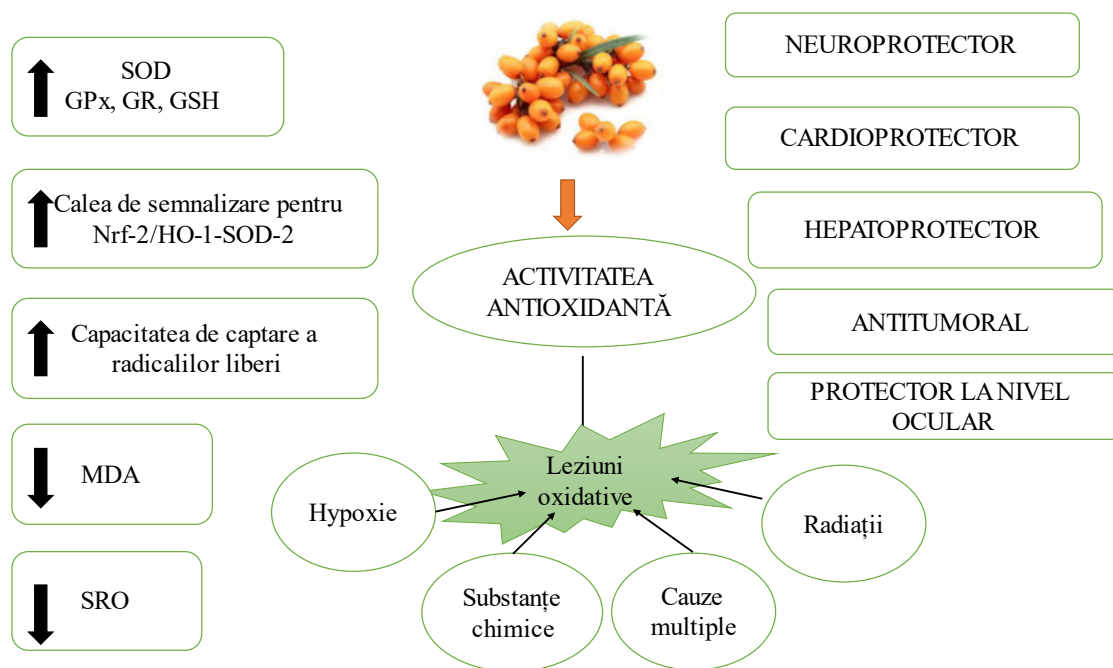 SOD
GPx, GR, GSH
Calea de semnalizare pentru
Nrf-2/HO-1-SOD-2
Capacitatea de captare a
radicalilor liberi
MDA
SRO
ACTIVITATEA
ANTIOXIDANTĂ
Leziuni
oxidative
Hypoxie
Substanțe
chimice
Cauze
multiple
Radiații
NEUROPROTECTOR
CARDIOPROTECTOR
HEPATOPROTECTOR
ANTITUMORAL
PROTECTOR LA NIVEL
OCULAR